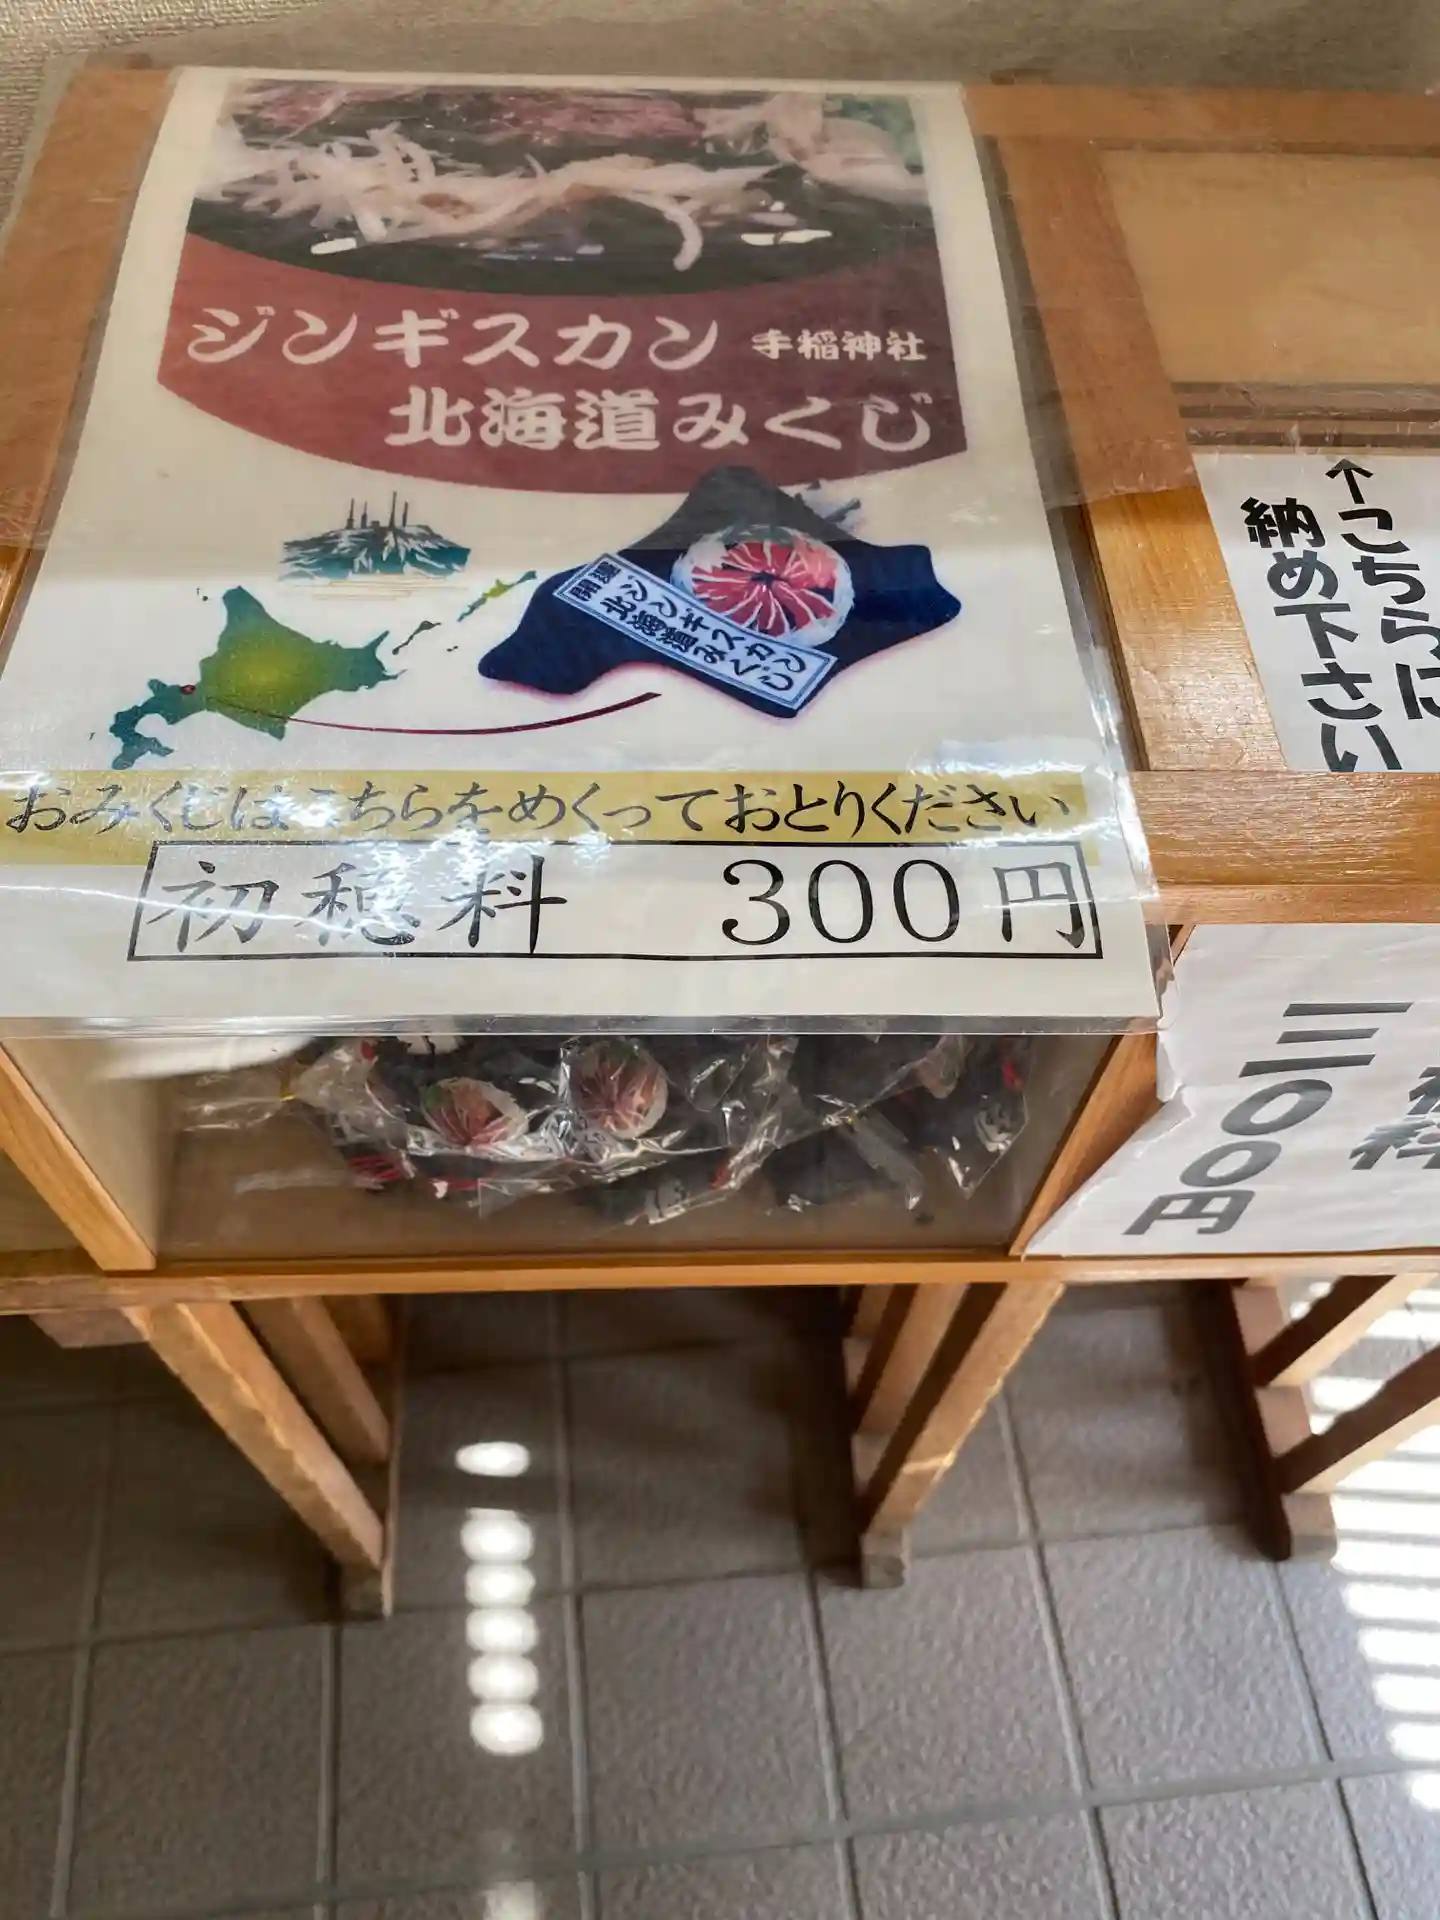 ジンギスカン 手稲神社
北海道みくじ
開運
ジンギスカン
北海道みくじ
おみくじはこちらをめくっておとりください
初穂料 300円
↑こちらに
納め下さい
料
三〇〇円